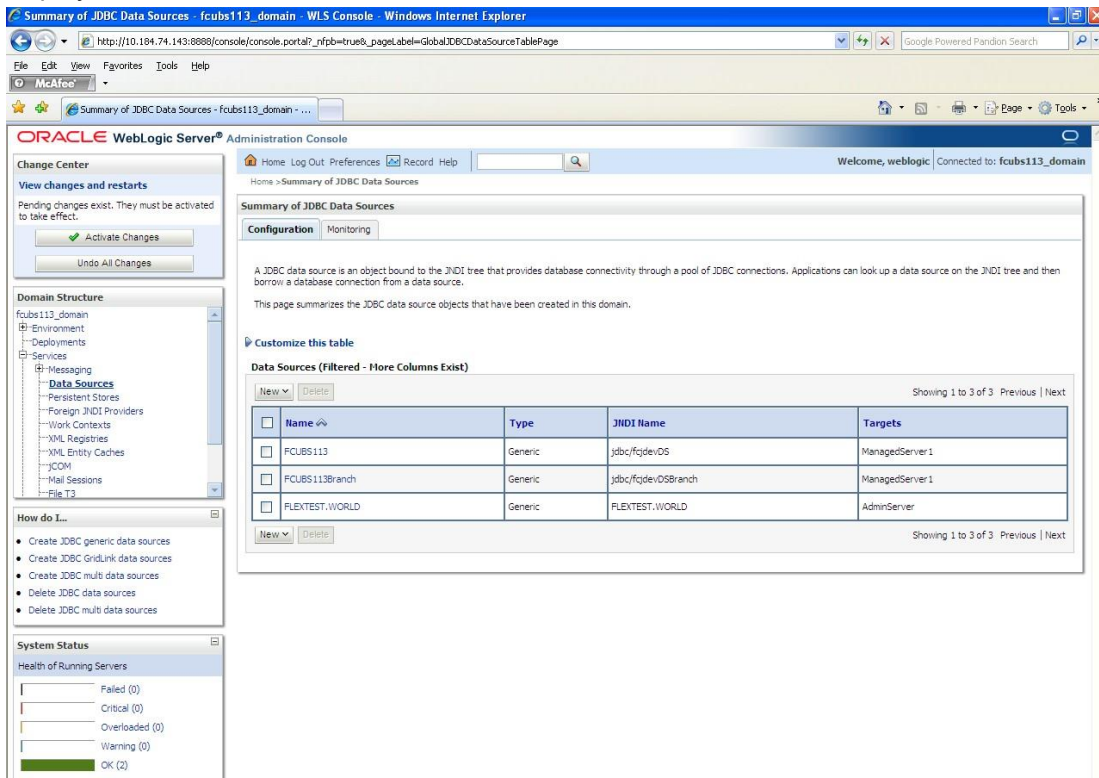 Summary of JDBC Data Sources - fcubs113_domain - WLS Console - Windows Internet Explorer
http://10.184.74.143:8888/console/console.portal?_nfpb=true&_pageLabel=GlobalJDBCDataSourceTablePage
Google Powered Pandion Search
File Edit View Favorites Tools Help
McAfee
Summary of JDBC Data Sources - fcubs113_domain - ...
Page Tools
ORACLE WebLogic Server® Administration Console
Change Center
View changes and restarts
Pending changes exist. They must be activated
to take effect.
Activate Changes
Undo All Changes
Domain Structure
fcubs113_domain
Environment
Deployments
Services
Messaging
Data Sources
Persistent Stores
Foreign JNDI Providers
Work Contexts
XML Registries
XML Entity Caches
jCOM
Mail Sessions
File T3
How do I...
Create JDBC generic data sources
Create JDBC GridLink data sources
Create JDBC multi data sources
Delete JDBC data sources
Delete JDBC multi data sources
System Status
Health of Running Servers
Failed (0)
Critical (0)
Overloaded (0)
Warning (0)
OK (2)
Home Log Out Preferences Record Help
Welcome, weblogic Connected to: fcubs113_domain
Home >Summary of JDBC Data Sources
Summary of JDBC Data Sources
Configuration Monitoring
A JDBC data source is an object bound to the JNDI tree that provides database connectivity through a pool of JDBC connections. Applications can look up a data source on the JNDI tree and then
borrow a database connection from a data source.
This page summarizes the JDBC data source objects that have been created in this domain.
Customize this table
Data Sources (Filtered - More Columns Exist)
New Delete Showing 1 to 3 of 3 Previous | Next
Name Type JNDI Name Targets
FCUBS113 Generic jdbc/fcjdevDS ManagedServer1
FCUBS113Branch Generic jdbc/fcjdevDSBranch ManagedServer1
FLEXTEST.WORLD Generic FLEXTEST.WORLD AdminServer
New Delete Showing 1 to 3 of 3 Previous | Next